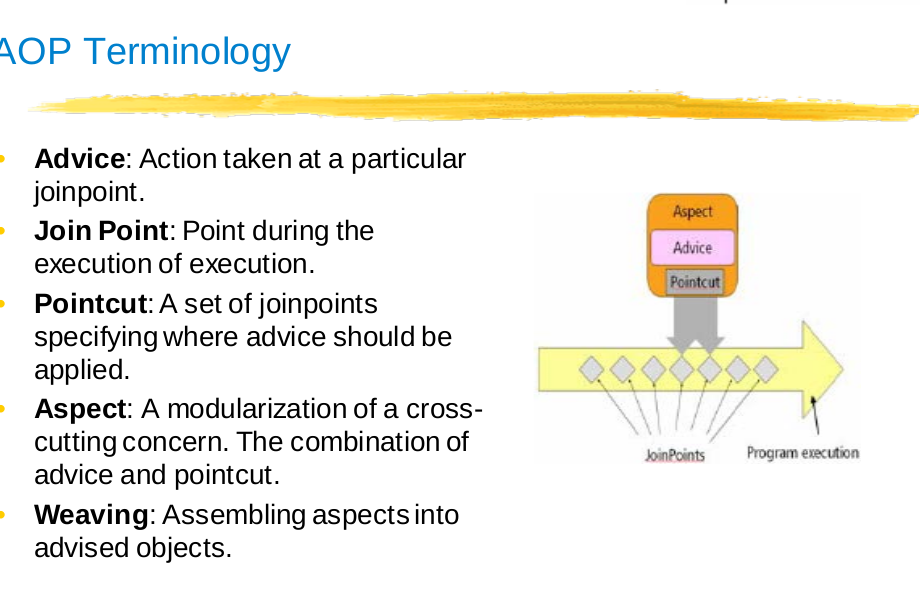 AOP Terminology
• Advice: Action taken at a particular
joinpoint.
• Join Point: Point during the
execution of execution.
• Pointcut: A set of joinpoints
specifying where advice should be
applied.
• Aspect: A modularization of a cross-
cutting concern. The combination of
advice and pointcut.
• Weaving: Assembling aspects into
advised objects.
Aspect
Advice
Pointcut
JoinPoints
Program execution